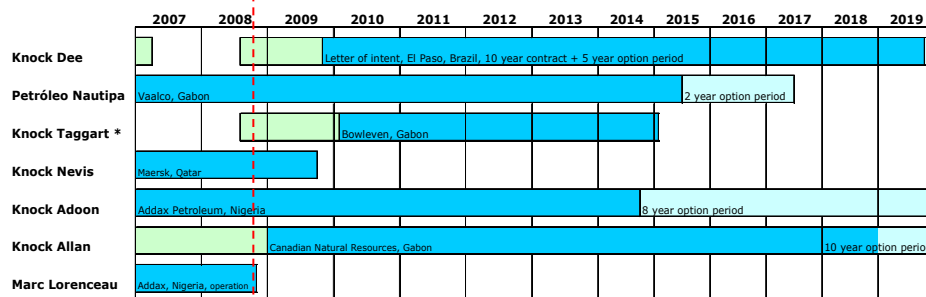 2007 2008 2009 2010 2011 2012 2013 2014 2015 2016 2017 2018 2019
Knock Dee Letter of intent, El Paso, Brazil, 10 year contract + 5 year option period
Petróleo Nautipa Vaalco, Gabon 2 year option period
Knock Taggart * Bowleven, Gabon
Knock Nevis Maersk, Qatar
Knock Adoon Addax Petroleum, Nigeria 8 year option period
Knock Allan Canadian Natural Resources, Gabon 10 year option perio
Marc Lorenceau Addax, Nigeria, operation